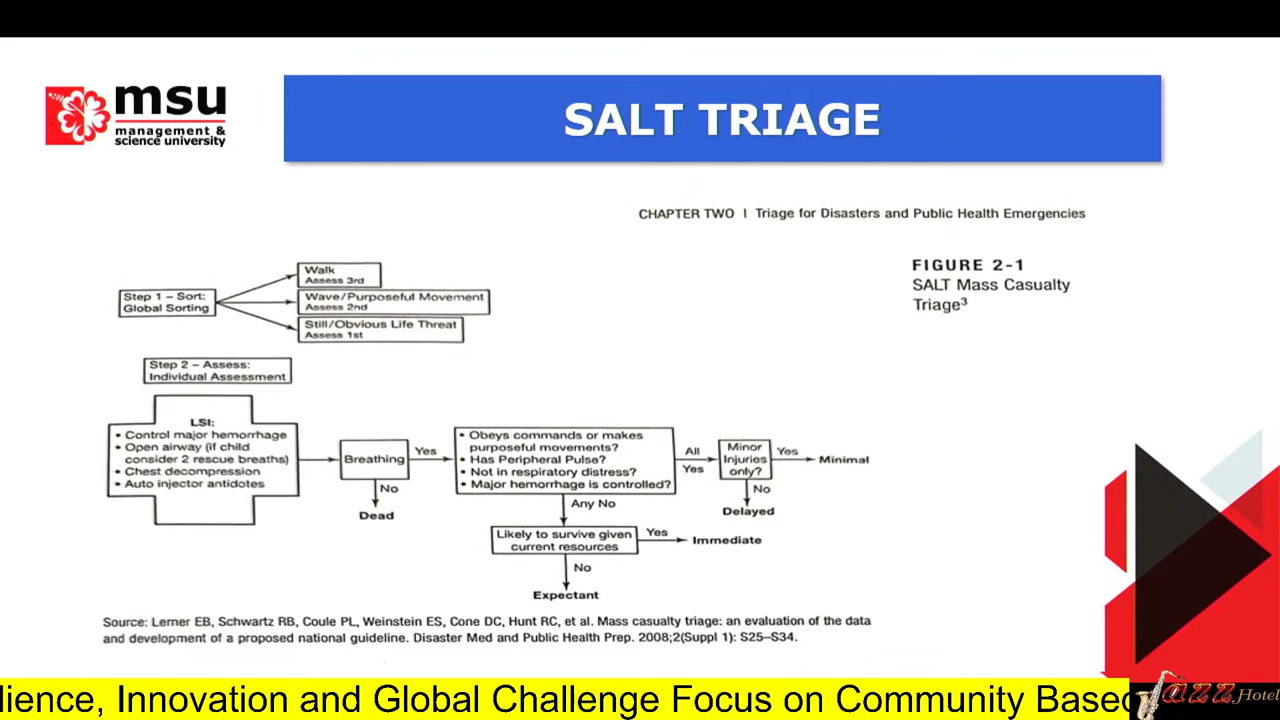 msu
management &
science university
SALT TRIAGE
CHAPTER TWO | Triage for Disasters and Public Health Emergencies
FIGURE 2-1
SALT Mass Casualty
Triage³
Step 1 – Sort:
Global Sorting
Walk
Assess 3rd
Wave/Purposeful Movement
Assess 2nd
Still/Obvious Life Threat
Assess 1st
Step 2 – Assess:
Individual Assessment
LSI:
• Control major hemorrhage
• Open airway (if child
consider 2 rescue breaths)
• Chest decompression
• Auto injector antidotes
Breathing
Yes
No
Dead
• Obeys commands or makes
purposeful movements?
• Has Peripheral Pulse?
• Not in respiratory distress?
• Major hemorrhage is controlled?
All
Yes
Minor
Injuries
only?
Yes
Minimal
No
Delayed
Any No
Likely to survive given
current resources
Yes
Immediate
No
Expectant
Source: Lerner EB, Schwartz RB, Coule PL, Weinstein ES, Cone DC, Hunt RC, et al. Mass casualty triage: an evaluation of the data
and development of a proposed national guideline. Disaster Med and Public Health Prep. 2008;2(Suppl 1): S25–S34.
lience, Innovation and Global Challenge Focus on Community Based
Jazz Hotel